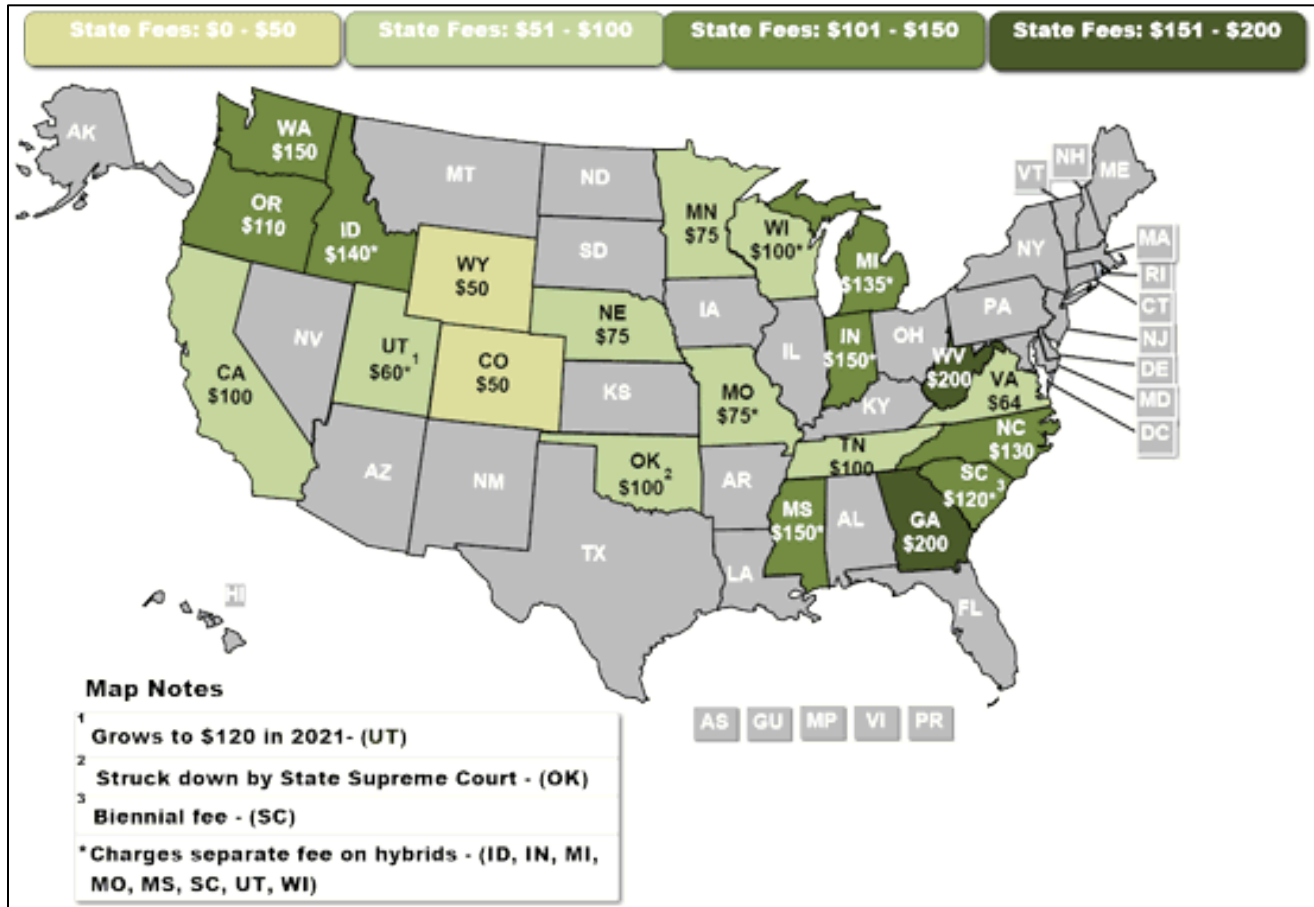 State Fees: $0 - $50
State Fees: $51 - $100
State Fees: $101 - $150
State Fees: $151 - $200
AK
WA
$150
OR
$110
ID
$140*
MT
ND
SD
WY
$50
MN
$75
WI
$100*
MI
$135*
NE
$75
IA
IL
IN
$150*
OH
PA
NY
VT
NH
ME
MA
RI
CT
NJ
DE
MD
DC
CA
$100
NV
UT
$60*1
CO
$50
KS
MO
$75*
KY
WV
$200
VA
$64
NC
$130
TN
$100
SC
$120*3
AZ
NM
OK
$100 2
AR
MS
$150*
AL
GA
$200
TX
LA
FL
HI
Map Notes
1 Grows to $120 in 2021- (UT)
2 Struck down by State Supreme Court - (OK)
3 Biennial fee - (SC)
*Charges separate fee on hybrids - (ID, IN, MI,
MO, MS, SC, UT, WI)
AS
GU
MP
VI
PR